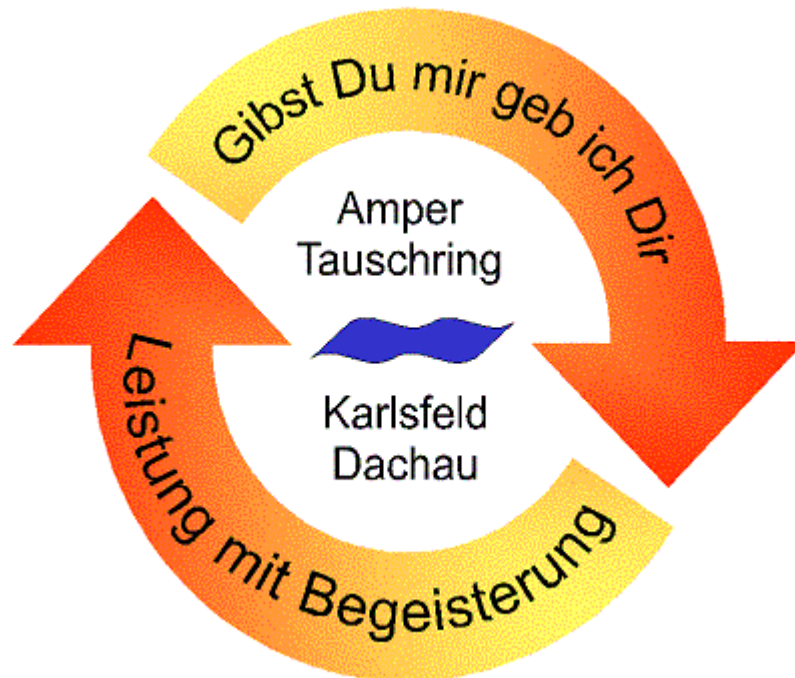 Gibst Du mir geb ich Dir
Amper
Tauschring
Karlsfeld
Dachau
Leistung mit Begeisterung